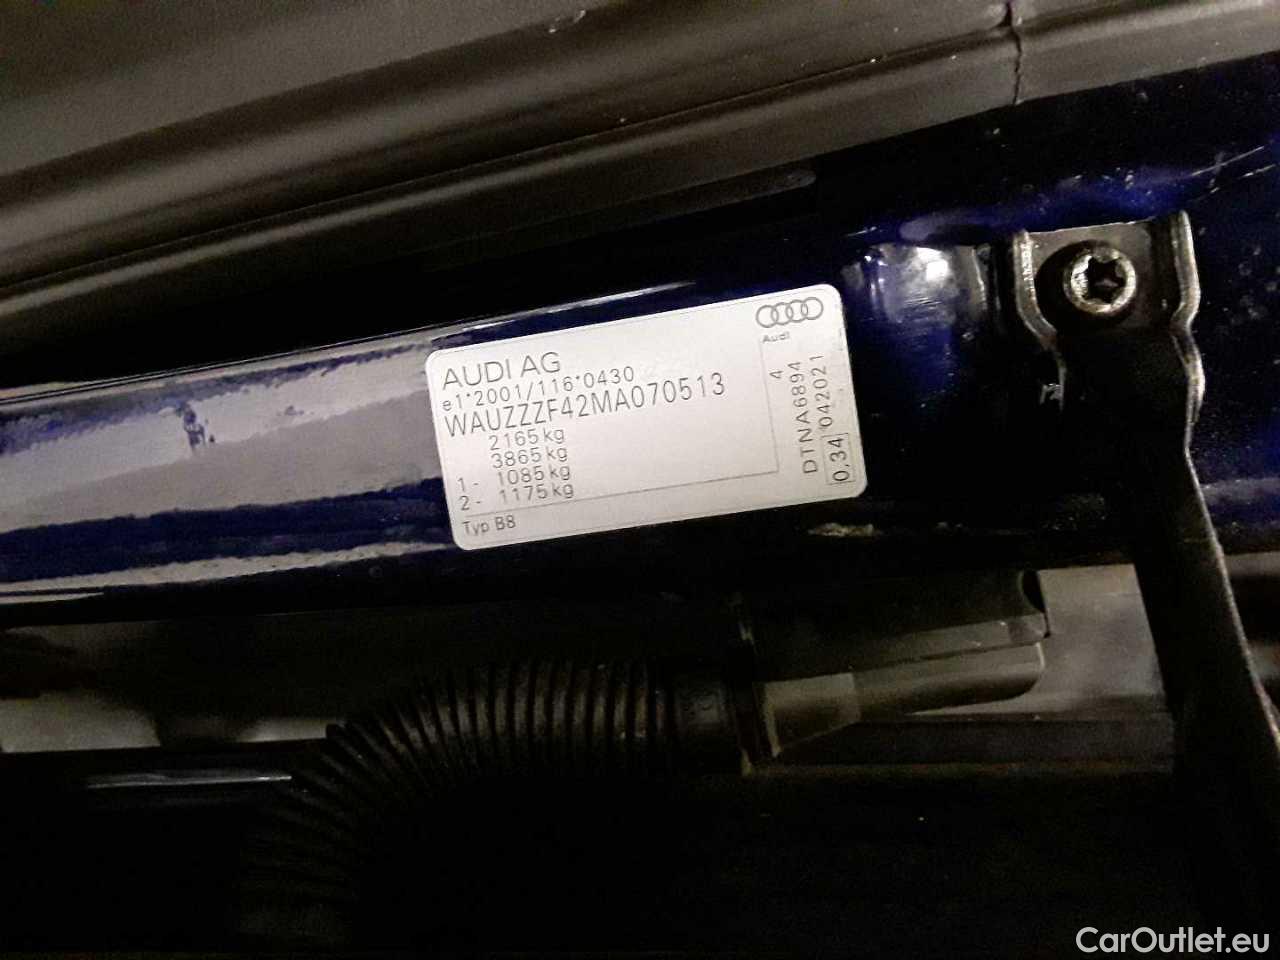 AUDI AG
e1*2001/116*0430
WAUZZZF42MA070513
2165 kg
3865 kg
1 - 1085 kg
2 - 1175 kg
Typ B8
Audi
4
DTNA6894
042021
0,34
CarOutlet.eu